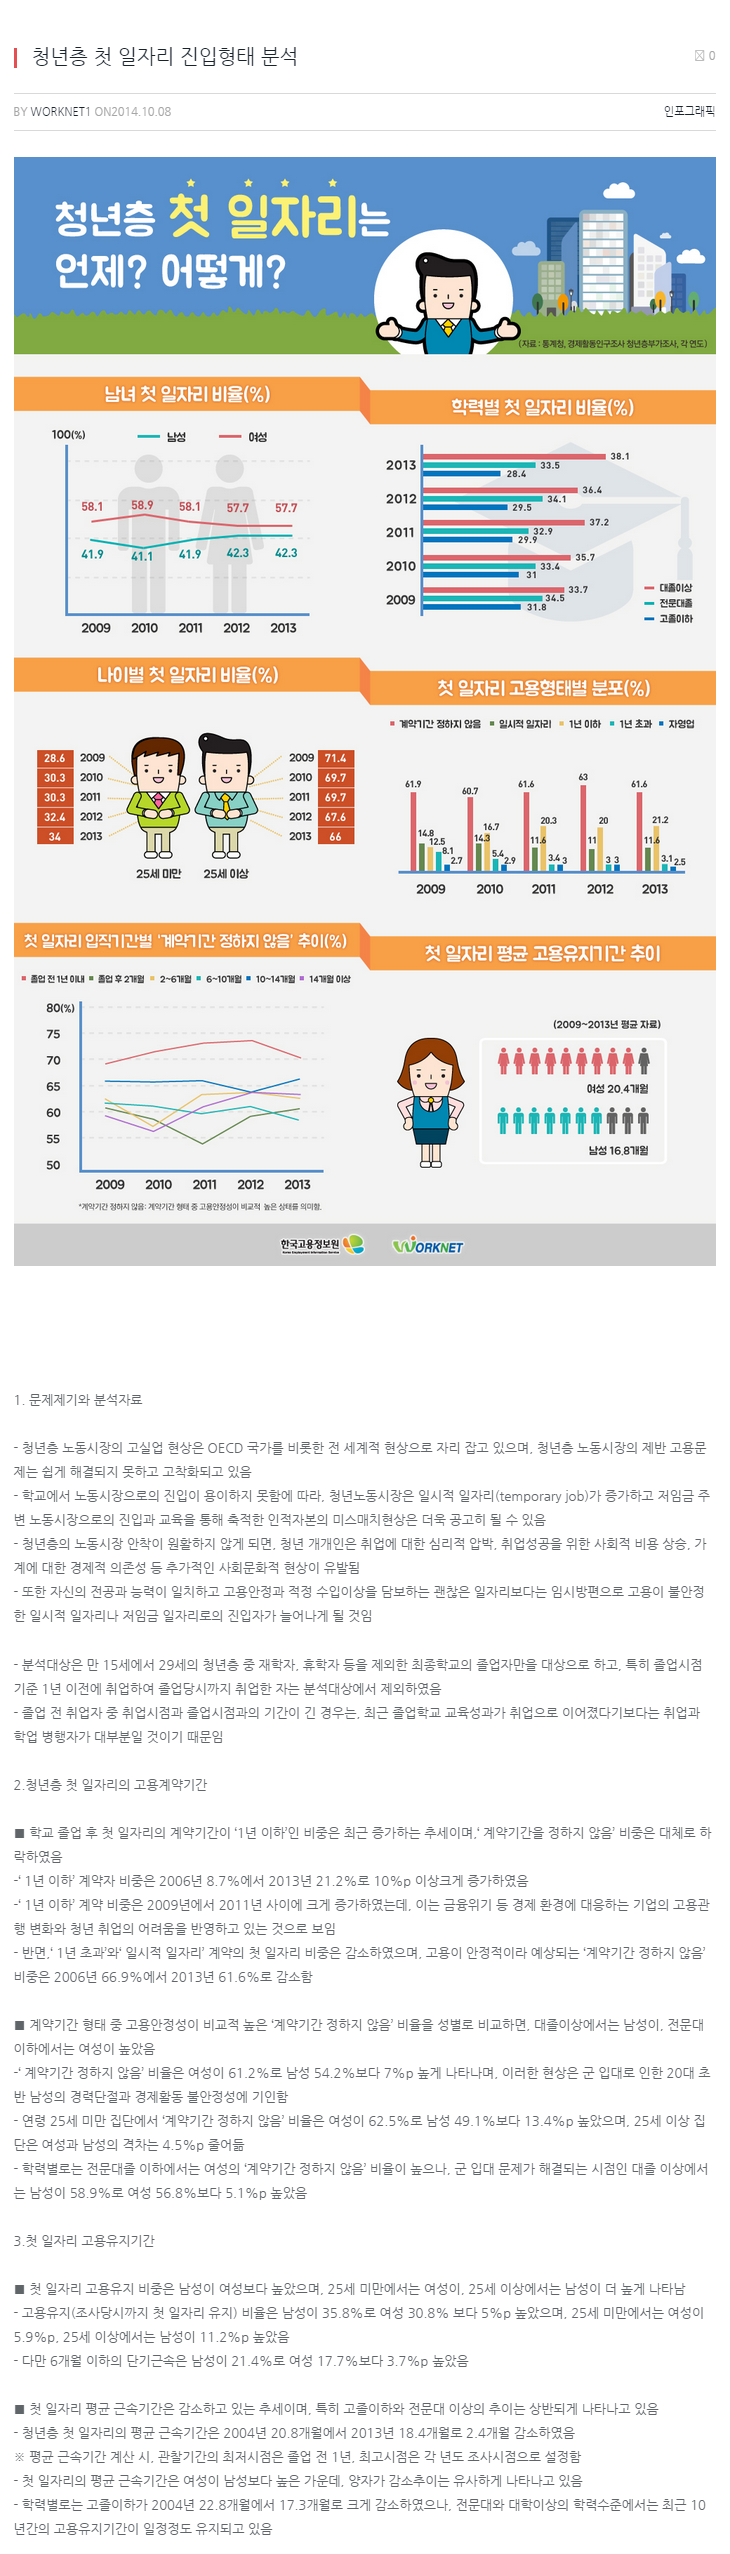 청년층 첫 일자리 진입형태 분석
0
BY WORKNET1 ON2014.10.08
인포그래픽
청년층 첫 일자리는
언제? 어떻게?
(자료 : 통계청, 경제활동인구조사 청년층부가조사, 각 연도)
남녀 첫 일자리 비율(%)
100(%)
남성 여성
58.1 58.9 58.1 57.7 57.7
41.9 41.1 41.9 42.3 42.3
2009 2010 2011 2012 2013
학력별 첫 일자리 비율(%)
2013 38.1
33.5
28.4
2012 36.4
34.1
29.5
2011 37.2
32.9
29.9
2010 35.7
33.4
31
2009 33.7
34.5
31.8
대졸이상
전문대졸
고졸이하
나이별 첫 일자리 비율(%)
28.6 2009 2009 71.4
30.3 2010 2010 69.7
30.3 2011 2011 69.7
32.4 2012 2012 67.6
34 2013 2013 66
25세 미만 25세 이상
첫 일자리 고용형태별 분포(%)
계약기간 정하지 않음 일시적 일자리 1년 이하 1년 초과 자영업
61.9 14.8 12.5 8.1 2.7
60.7 14.3 16.7 5.4 2.9
61.6 11.6 20.3 3.4 3
63 11 20 3 3
61.6 11.6 21.2 3.1 2.5
2009 2010 2011 2012 2013
첫 일자리 입직기간별 '계약기간 정하지 않음' 추이(%)
졸업 전 1년 이내 졸업 후 2개월 2~6개월 6~10개월 10~14개월 14개월 이상
80(%)
75
70
65
60
55
50
2009 2010 2011 2012 2013
*계약기간 정하지 않음: 계약기간 형태 중 고용안정성이 비교적 높은 상태를 의미함.
첫 일자리 평균 고용유지기간 추이
(2009~2013년 평균 자료)
여성 20.4개월
남성 16.8개월
한국고용정보원
Korea Employment Information Service
WORKNET
1. 문제제기와 분석자료
- 청년층 노동시장의 고실업 현상은 OECD 국가를 비롯한 전 세계적 현상으로 자리 잡고 있으며, 청년층 노동시장의 제반 고용문
제는 쉽게 해결되지 못하고 고착화되고 있음
- 학교에서 노동시장으로의 진입이 용이하지 못함에 따라, 청년노동시장은 일시적 일자리(temporary job)가 증가하고 저임금 주
변 노동시장으로의 진입과 교육을 통해 축적한 인적자본의 미스매치현상은 더욱 공고히 될 수 있음
- 청년층의 노동시장 안착이 원활하지 않게 되면, 청년 개개인은 취업에 대한 심리적 압박, 취업성공을 위한 사회적 비용 상승, 가
계에 대한 경제적 의존성 등 추가적인 사회문화적 현상이 유발됨
- 또한 자신의 전공과 능력이 일치하고 고용안정과 적정 수입이상을 담보하는 괜찮은 일자리보다는 임시방편으로 고용이 불안정
한 일시적 일자리나 저임금 일자리로의 진입자가 늘어나게 될 것임
- 분석대상은 만 15세에서 29세의 청년층 중 재학자, 휴학자 등을 제외한 최종학교의 졸업자만을 대상으로 하고, 특히 졸업시점
기준 1년 이전에 취업하여 졸업당시까지 취업한 자는 분석대상에서 제외하였음
- 졸업 전 취업자 중 취업시점과 졸업시점과의 기간이 긴 경우는, 최근 졸업학교 교육성과가 취업으로 이어졌다기보다는 취업과
학업 병행자가 대부분일 것이기 때문임
2.청년층 첫 일자리의 고용계약기간
■ 학교 졸업 후 첫 일자리의 계약기간이 ‘1년 이하’인 비중은 최근 증가하는 추세이며,‘ 계약기간을 정하지 않음’ 비중은 대체로 하
락하였음
-‘ 1년 이하’ 계약자 비중은 2006년 8.7%에서 2013년 21.2%로 10%p 이상크게 증가하였음
-‘ 1년 이하’ 계약 비중은 2009년에서 2011년 사이에 크게 증가하였는데, 이는 금융위기 등 경제 환경에 대응하는 기업의 고용관
행 변화와 청년 취업의 어려움을 반영하고 있는 것으로 보임
- 반면,‘ 1년 초과’와‘ 일시적 일자리’ 계약의 첫 일자리 비중은 감소하였으며, 고용이 안정적이라 예상되는 ‘계약기간 정하지 않음’
비중은 2006년 66.9%에서 2013년 61.6%로 감소함
■ 계약기간 형태 중 고용안정성이 비교적 높은 ‘계약기간 정하지 않음’ 비율을 성별로 비교하면, 대졸이상에서는 남성이, 전문대
이하에서는 여성이 높았음
-‘ 계약기간 정하지 않음’ 비율은 여성이 61.2%로 남성 54.2%보다 7%p 높게 나타나며, 이러한 현상은 군 입대로 인한 20대 초
반 남성의 경력단절과 경제활동 불안정성에 기인함
- 연령 25세 미만 집단에서 ‘계약기간 정하지 않음’ 비율은 여성이 62.5%로 남성 49.1%보다 13.4%p 높았으며, 25세 이상 집
단은 여성과 남성의 격차는 4.5%p 줄어듦
- 학력별로는 전문대졸 이하에서는 여성의 ‘계약기간 정하지 않음’ 비율이 높으나, 군 입대 문제가 해결되는 시점인 대졸 이상에서
는 남성이 58.9%로 여성 56.8%보다 5.1%p 높았음
3.첫 일자리 고용유지기간
■ 첫 일자리 고용유지 비중은 남성이 여성보다 높았으며, 25세 미만에서는 여성이, 25세 이상에서는 남성이 더 높게 나타남
- 고용유지(조사당시까지 첫 일자리 유지) 비율은 남성이 35.8%로 여성 30.8% 보다 5%p 높았으며, 25세 미만에서는 여성이
5.9%p, 25세 이상에서는 남성이 11.2%p 높았음
- 다만 6개월 이하의 단기근속은 남성이 21.4%로 여성 17.7%보다 3.7%p 높았음
■ 첫 일자리 평균 근속기간은 감소하고 있는 추세이며, 특히 고졸이하와 전문대 이상의 추이는 상반되게 나타나고 있음
- 청년층 첫 일자리의 평균 근속기간은 2004년 20.8개월에서 2013년 18.4개월로 2.4개월 감소하였음
※ 평균 근속기간 계산 시, 관찰기간의 최저시점은 졸업 전 1년, 최고시점은 각 년도 조사시점으로 설정함
- 첫 일자리의 평균 근속기간은 여성이 남성보다 높은 가운데, 양자가 감소추이는 유사하게 나타나고 있음
- 학력별로는 고졸이하가 2004년 22.8개월에서 17.3개월로 크게 감소하였으나, 전문대와 대학이상의 학력수준에서는 최근 10
년간의 고용유지기간이 일정정도 유지되고 있음